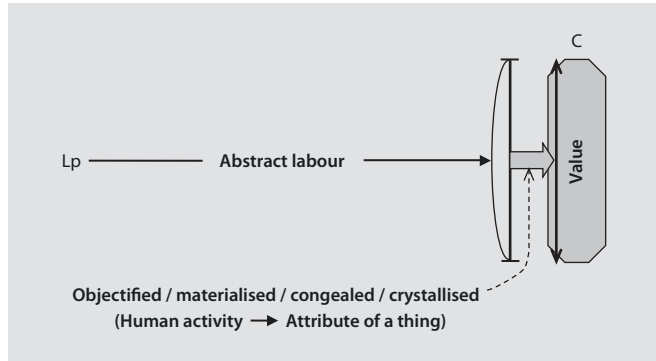 C
Lp
Abstract labour
Value
Objectified / materialised / congealed / crystallised
(Human activity → Attribute of a thing)